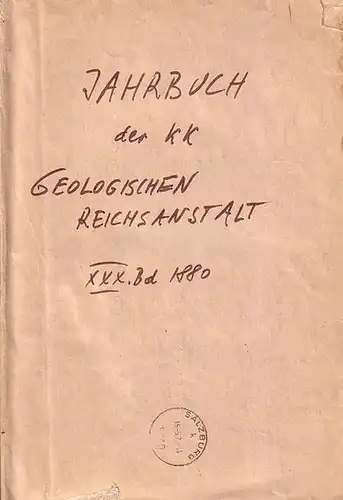 JAHRBUCH
der KK
GEOLOGISCHEN
REICHSANSTALT
XXX. Bd 1880
SALZBURG